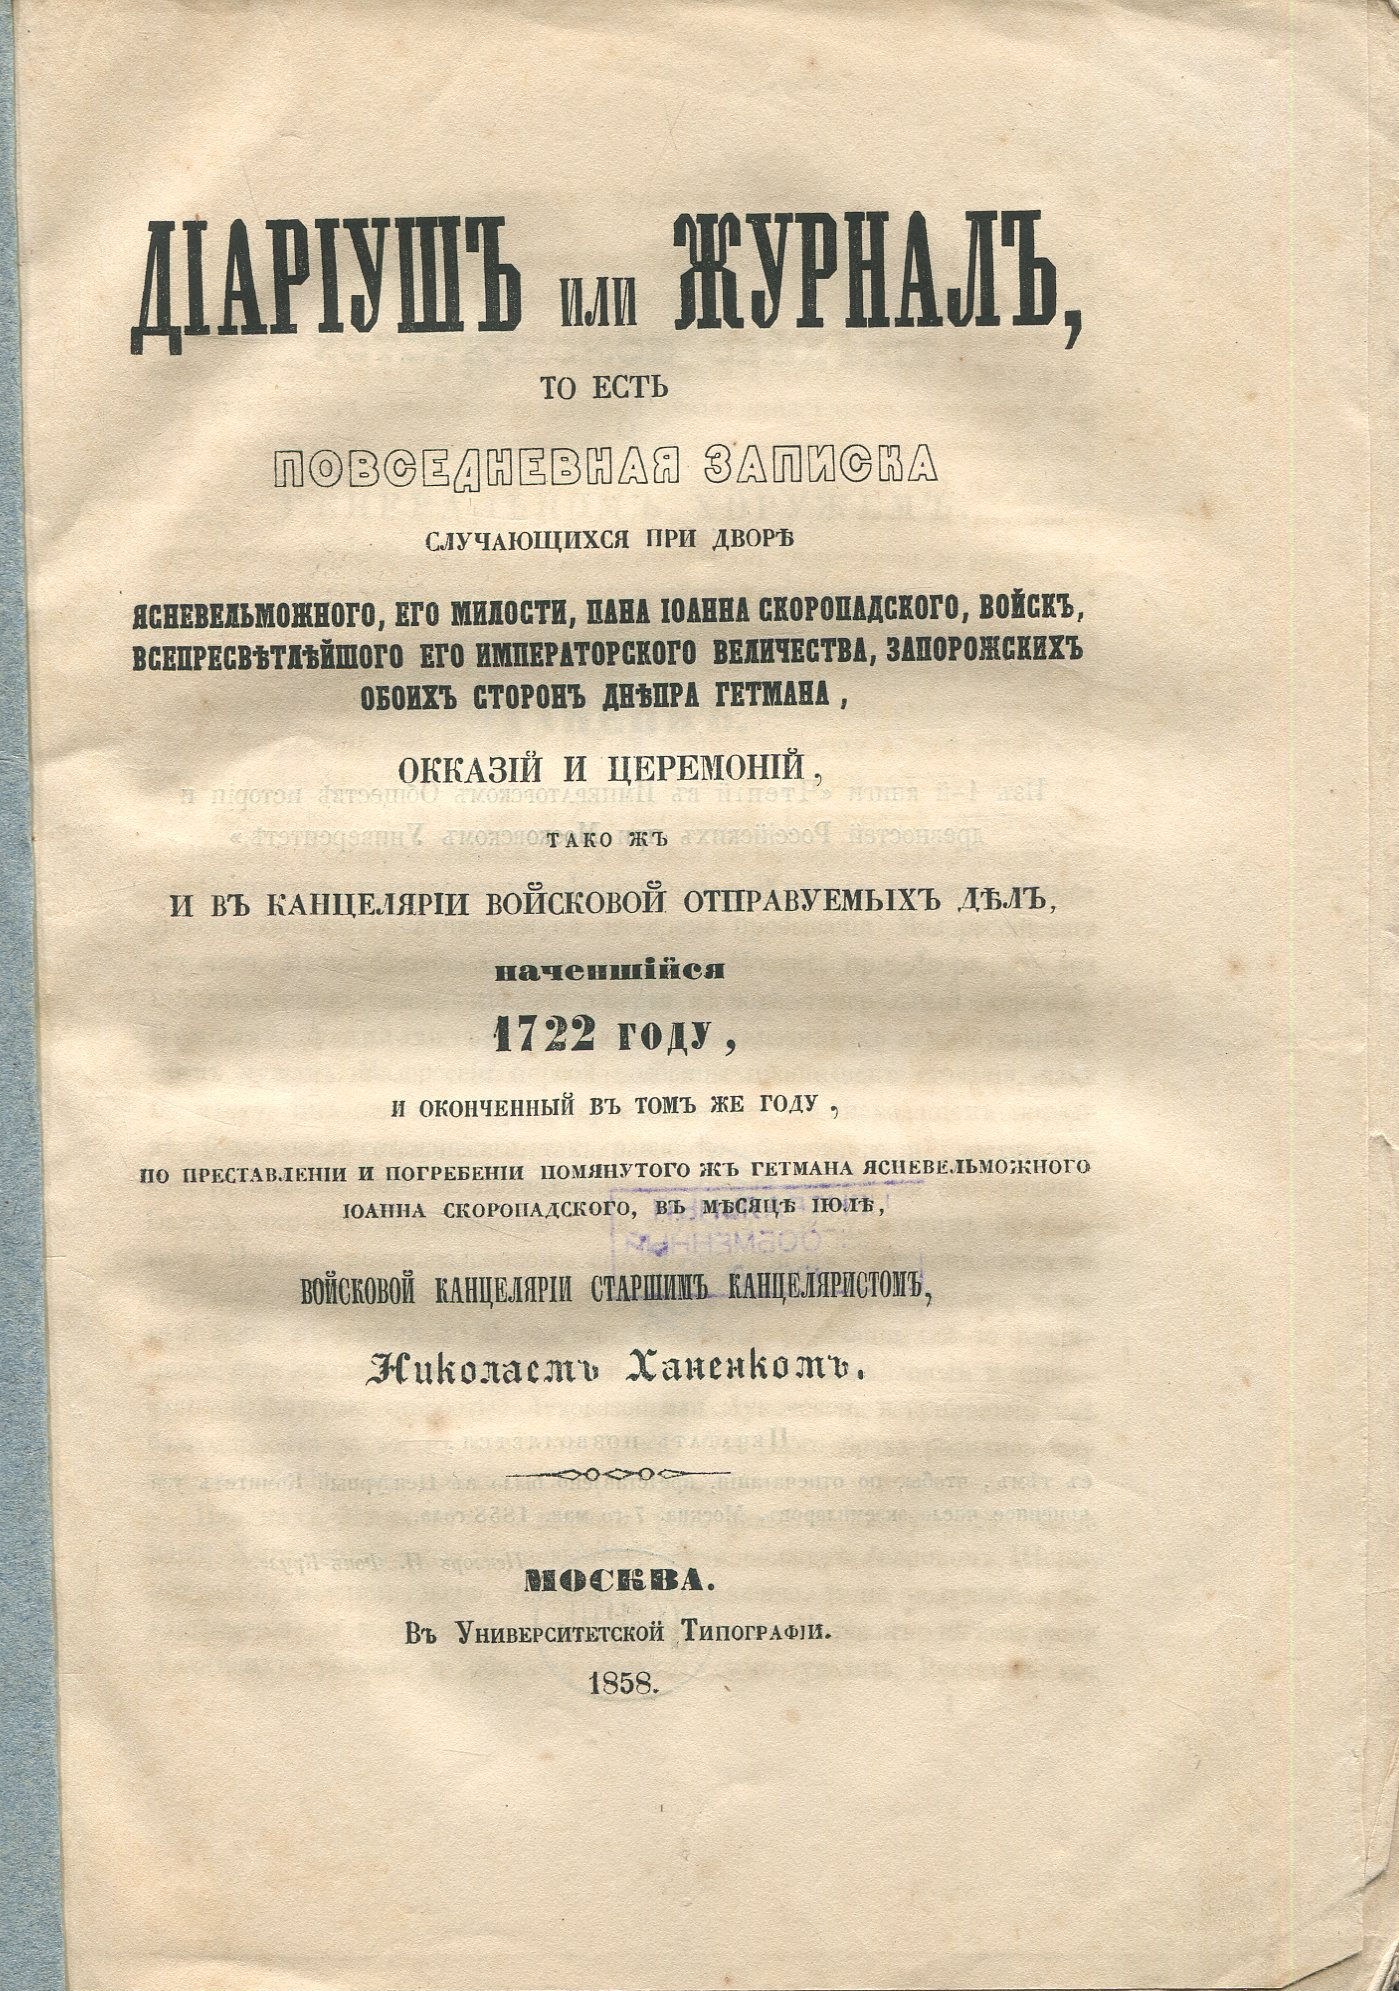 ДІАРІУШЪ ИЛИ ЖУРНАЛЪ,
ТО ЕСТЬ
ПОВСЕДНЕВНАЯ ЗАПИСКА
СЛУЧАЮЩИХСЯ ПРИ ДВОРѢ
ЯСНЕВЕЛЬМОЖНОГО, ЕГО МИЛОСТИ, ПАНА ІОАННА СКОРОПАДСКОГО, ВОЙСКЪ,
ВСЕПРЕСВѢТЛѢЙШОГО ЕГО ИМПЕРАТОРСКОГО ВЕЛИЧЕСТВА, ЗАПОРОЖСКИХЪ
ОБОИХЪ СТОРОНЪ ДНѢПРА ГЕТМАНА,
ОККАЗІЙ И ЦЕРЕМОНІЙ,
ТАКО ЖЪ
И ВЪ КАНЦЕЛЯРІИ ВОЙСКОВОЙ ОТПРАВУЕМЫХЪ ДѢЛЪ,
наченшійся
1722 ГОДУ,
И ОКОНЧЕННЫЙ ВЪ ТОМЪ ЖЕ ГОДУ,
ПО ПРЕСТАВЛЕНІИ И ПОГРЕБЕНІИ ПОМЯНУТОГО ЖЪ ГЕТМАНА ЯСНЕВЕЛЬМОЖНОГО
ІОАННА СКОРОПАДСКОГО, ВЪ МѢСЯЦѢ ІЮЛѢ,
ВОЙСКОВОЙ КАНЦЕЛЯРІИ СТАРШИМЪ КАНЦЕЛЯРИСТОМЪ,
Николаемъ Ханенкомъ.
МОСКВА.
Въ Университетской Типографіи.
1858.